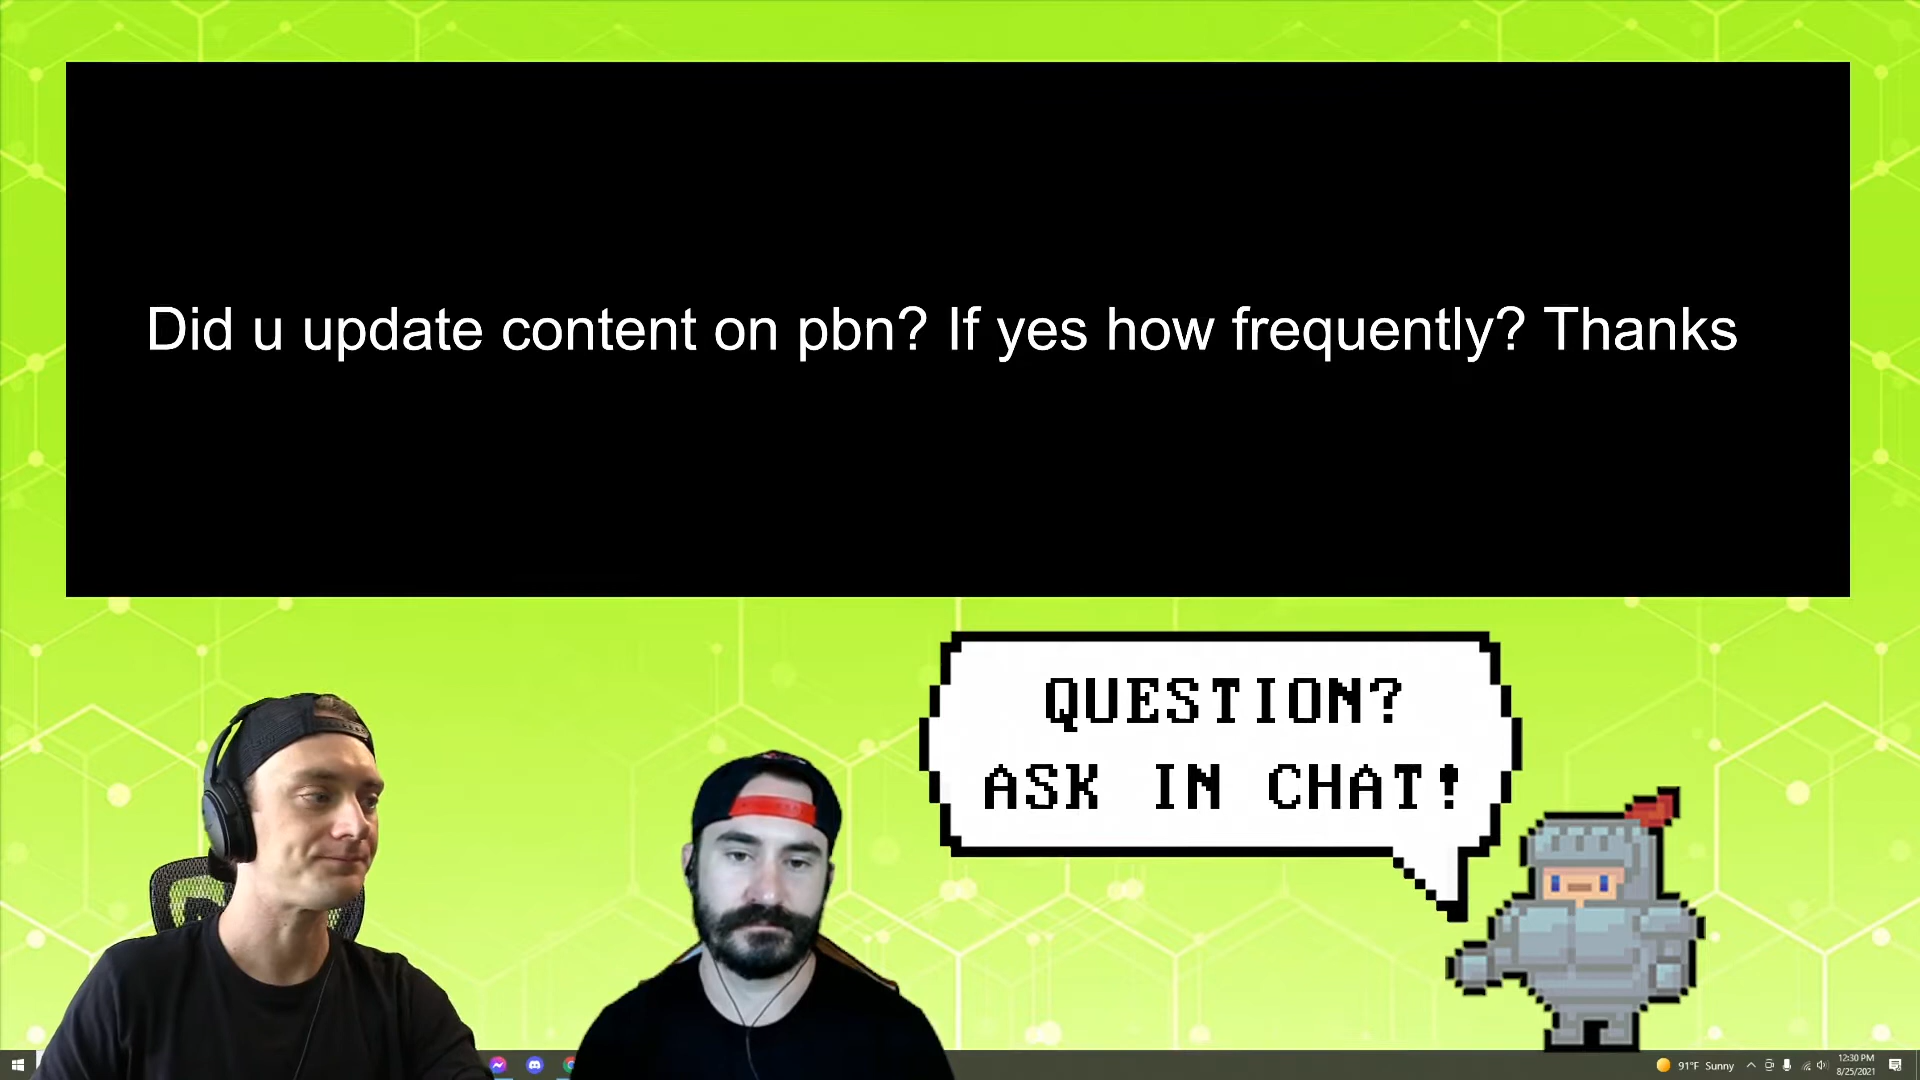 Did u update content on pbn? If yes how frequently? Thanks
QUESTION?
ASK IN CHAT!
91°F Sunny
12:30 PM
8/25/2021